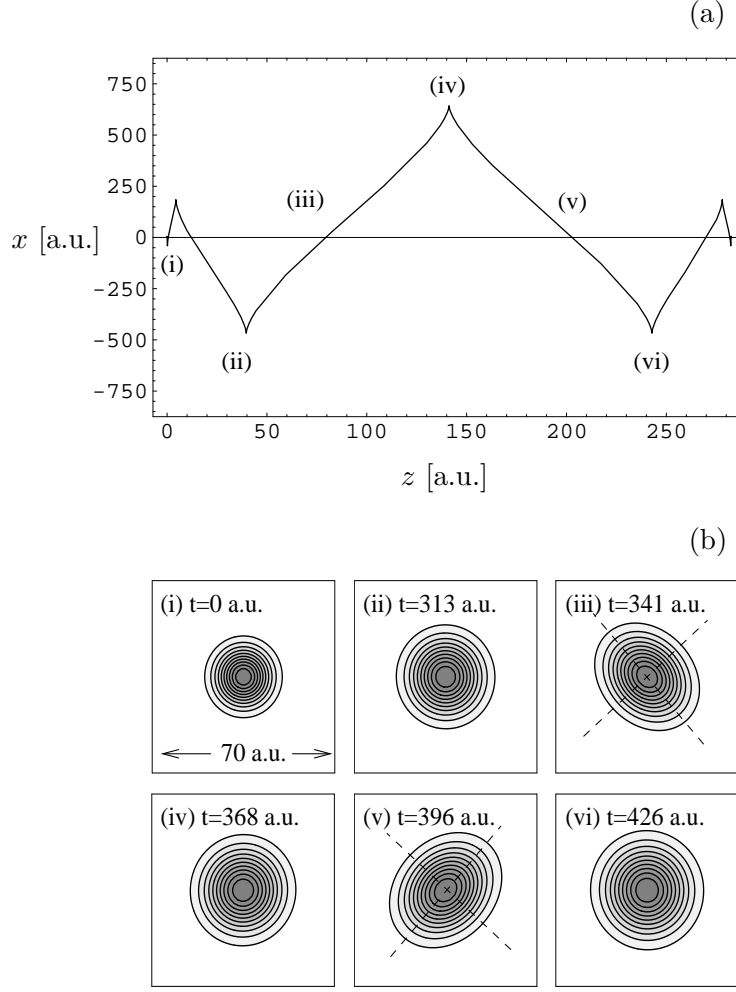 (a)
750
(iv)
500
250
(iii)
(v)
x [a.u.]
0
(i)
−250
−500
(ii)
(vi)
−750
0 50 100 150 200 250
z [a.u.]
(b)
(i) t=0 a.u. (ii) t=313 a.u. (iii) t=341 a.u.
70 a.u.
(iv) t=368 a.u. (v) t=396 a.u. (vi) t=426 a.u.